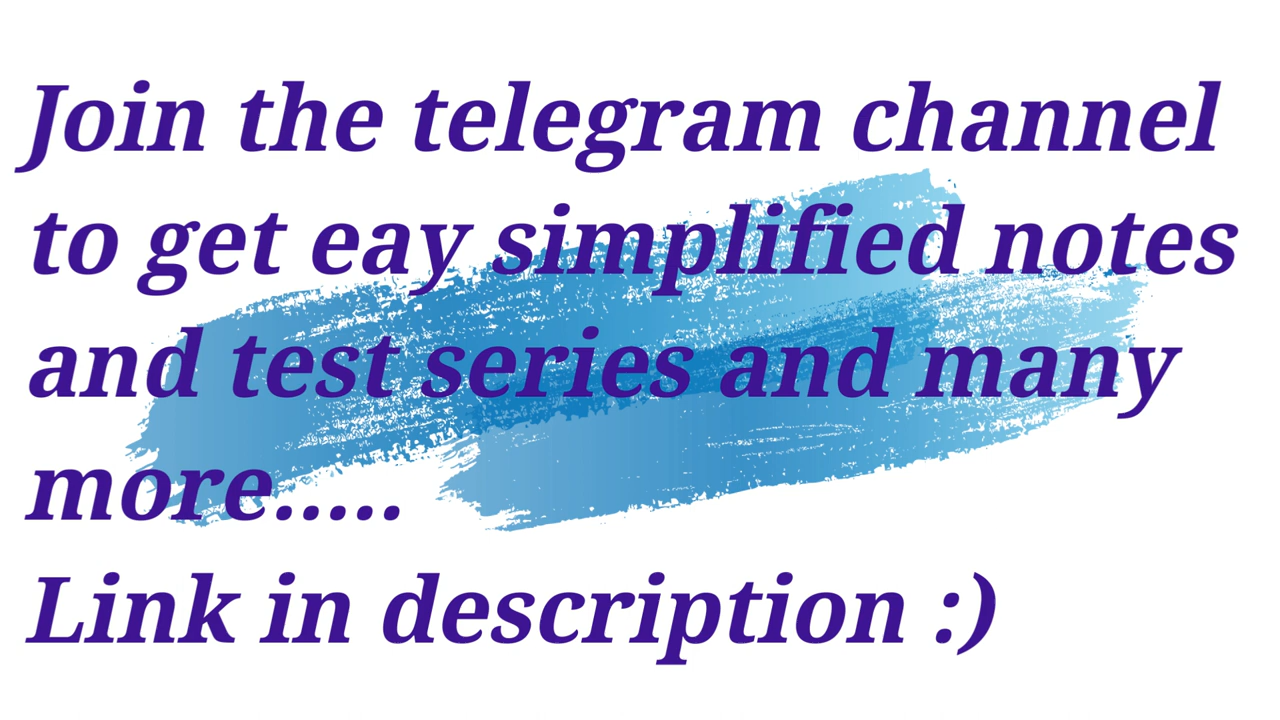 Join the telegram channel
to get eay simplified notes
and test series and many
more.....
Link in description :)